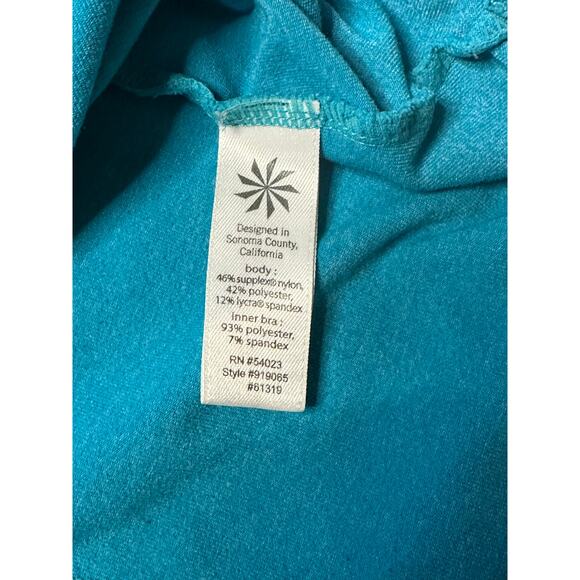 Designed in
Sonoma County,
California
body :
46% supplex® nylon,
42% polyester,
12% lycra® spandex
inner bra :
93% polyester,
7% spandex
RN #54023
Style #919065
#61319